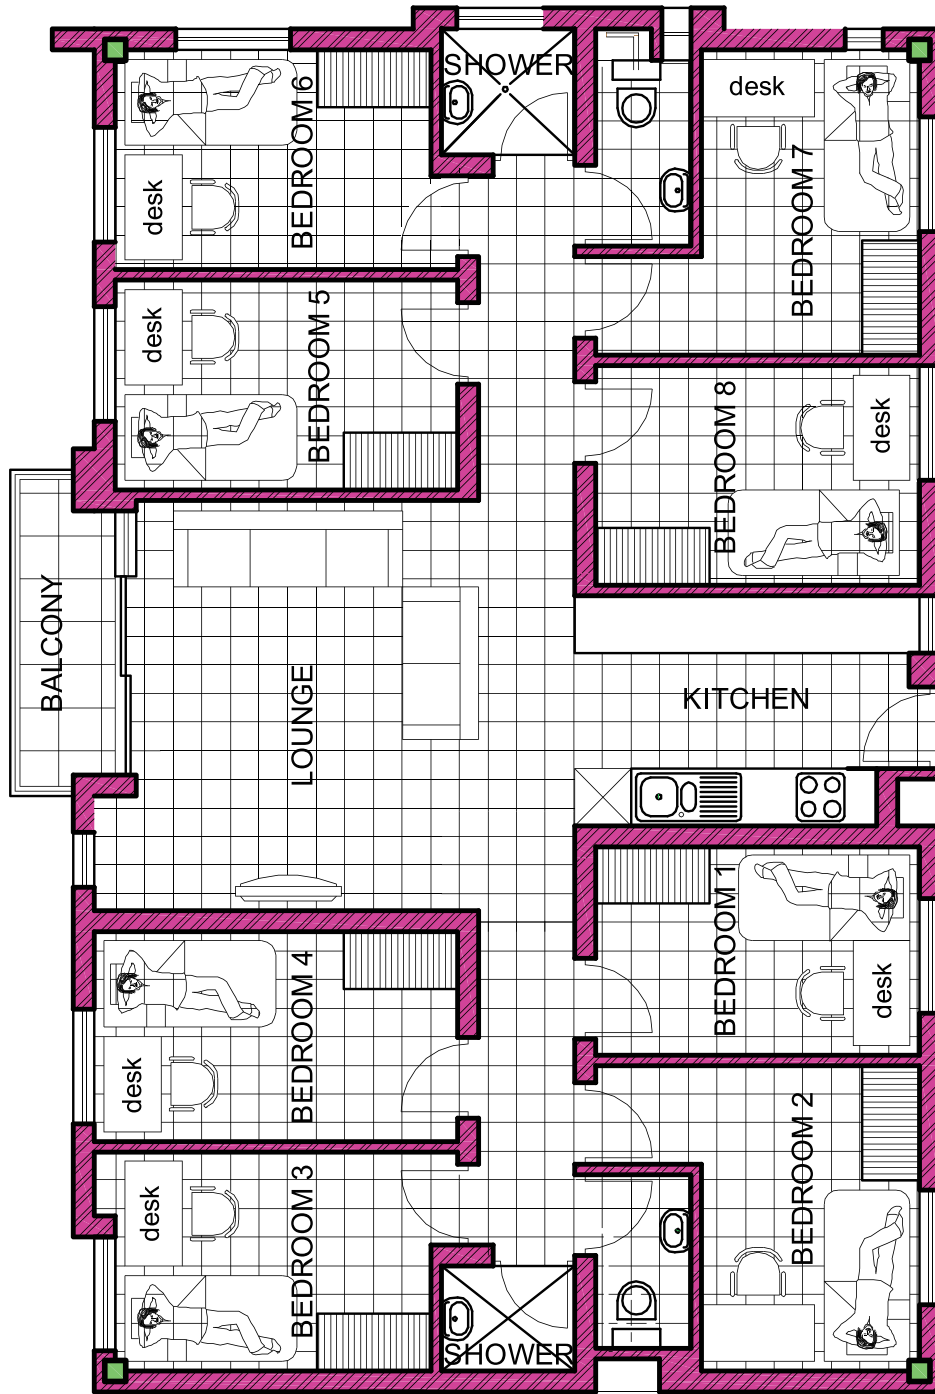 SHOWER
desk
BEDROOM 6
desk
BEDROOM 7
desk
BEDROOM 5
BEDROOM 8
desk
BALCONY
LOUNGE
KITCHEN
BEDROOM 1
desk
BEDROOM 4
desk
BEDROOM 2
BEDROOM 3
desk
SHOWER